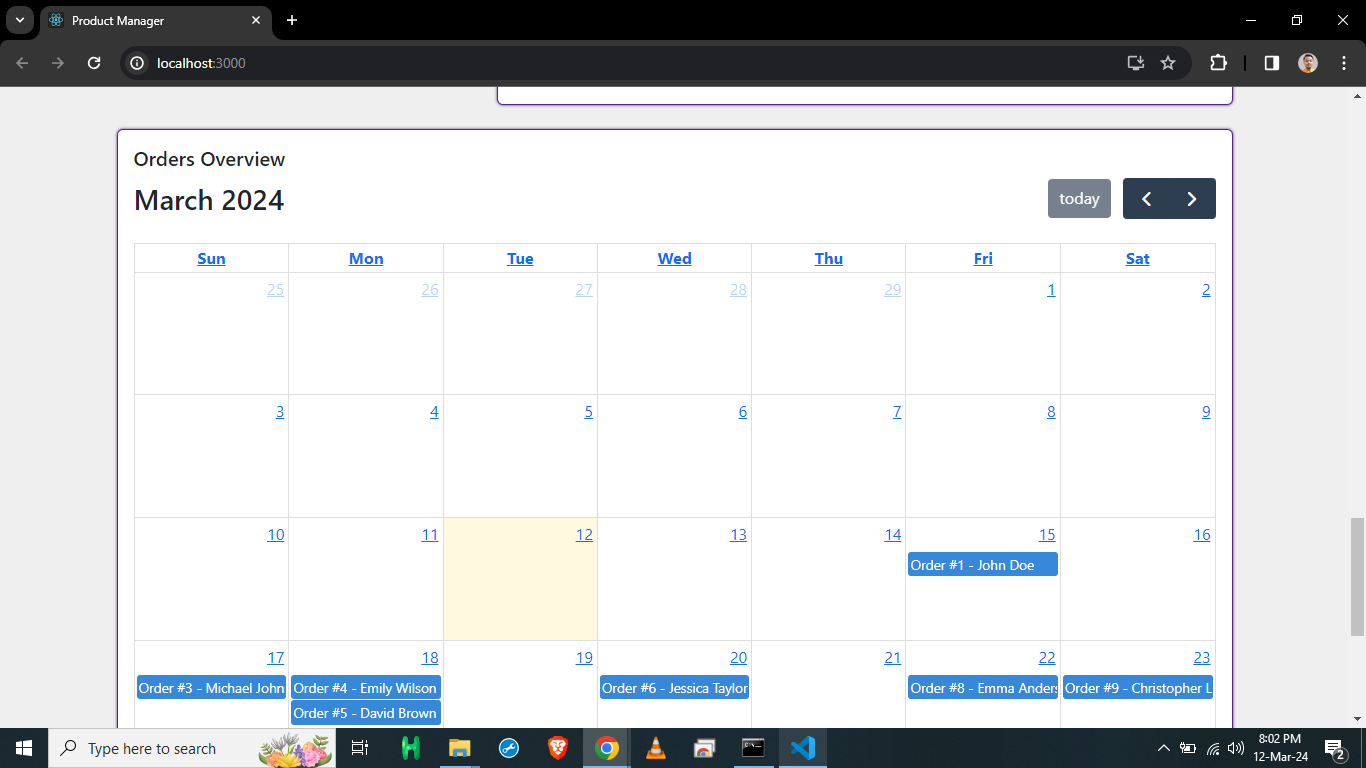 Product Manager
localhost:3000
Orders Overview
March 2024
today
Sun Mon Tue Wed Thu Fri Sat
25 26 27 28 29 1 2
3 4 5 6 7 8 9
10 11 12 13 14 15 16
Order #1 - John Doe
17 18 19 20 21 22 23
Order #3 - Michael John Order #4 - Emily Wilson Order #6 - Jessica Taylor Order #8 - Emma Anders Order #9 - Christopher L
Order #5 - David Brown
Type here to search
8:02 PM
12-Mar-24
2